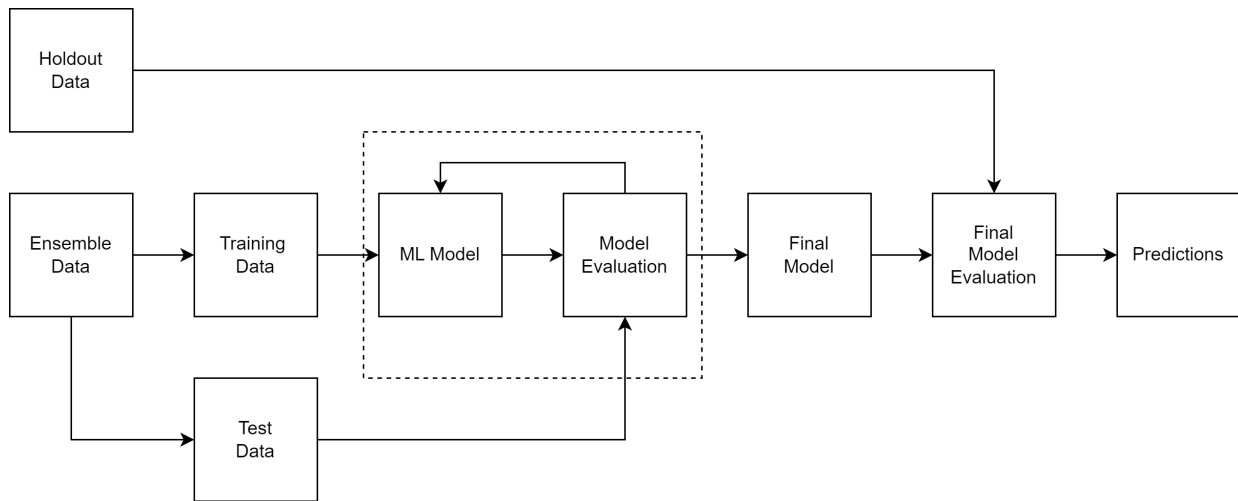 Holdout
Data
Ensemble
Data
Training
Data
ML Model
Model
Evaluation
Final
Model
Final
Model
Evaluation
Predictions
Test
Data